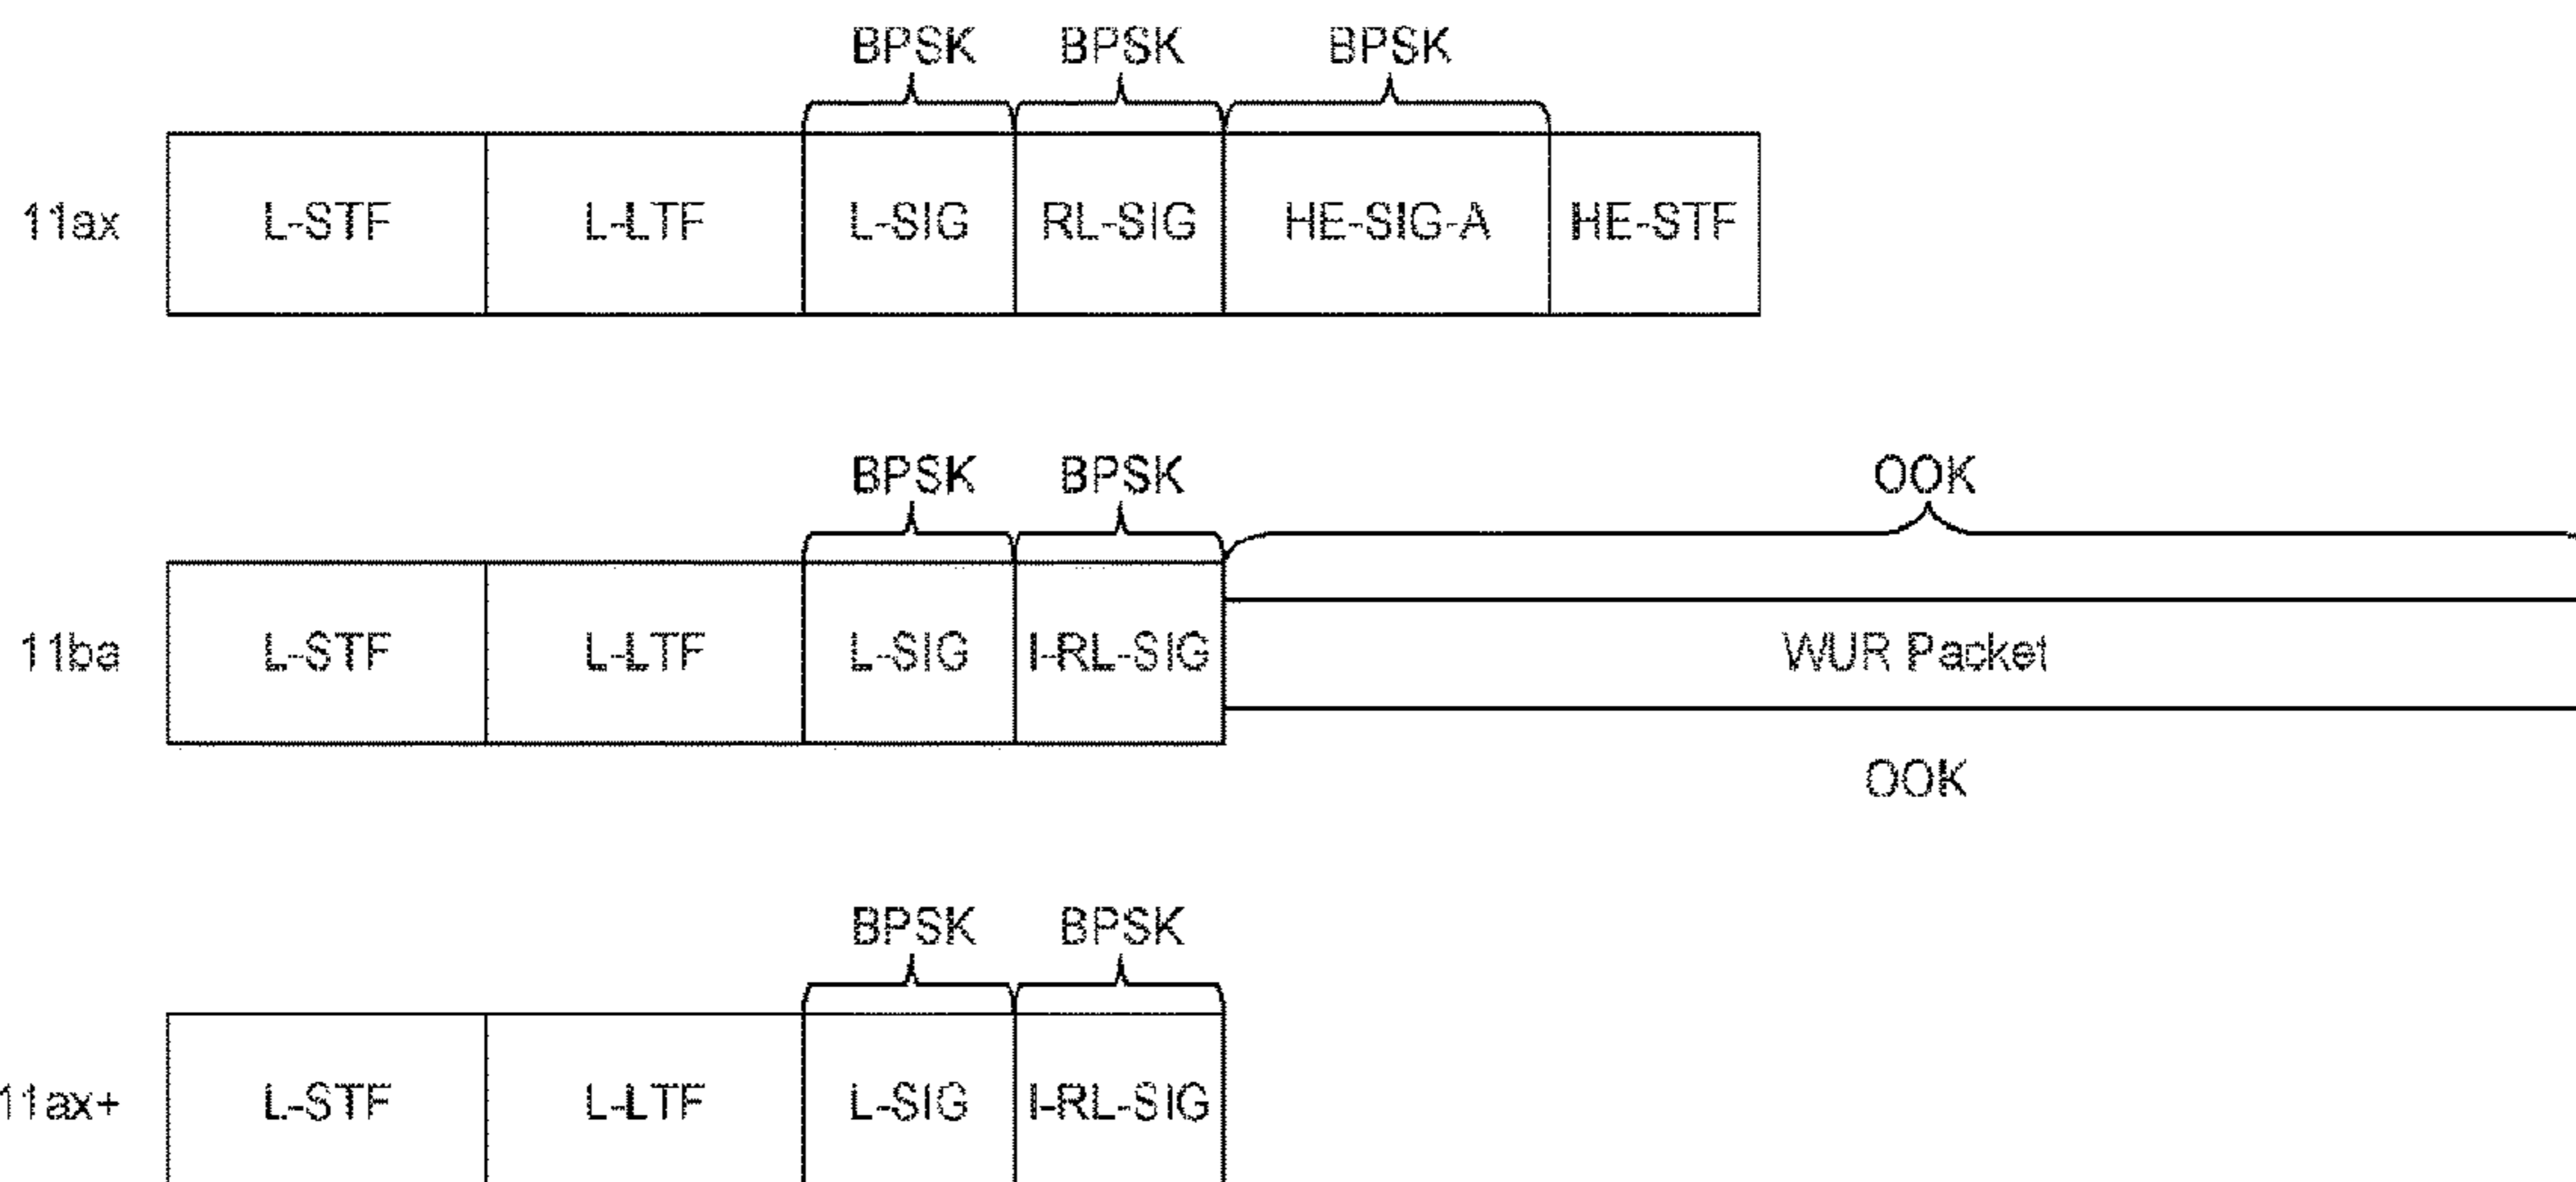 BPSK BPSK BPSK
11ax L-STF L-LTF L-SIG RL-SIG HE-SIG-A HE-STF
BPSK BPSK OOK
11ba L-STF L-LTF L-SIG I-RL-SIG WUR Packet
OOK
BPSK BPSK
11ax+ L-STF L-LTF L-SIG I-RL-SIG